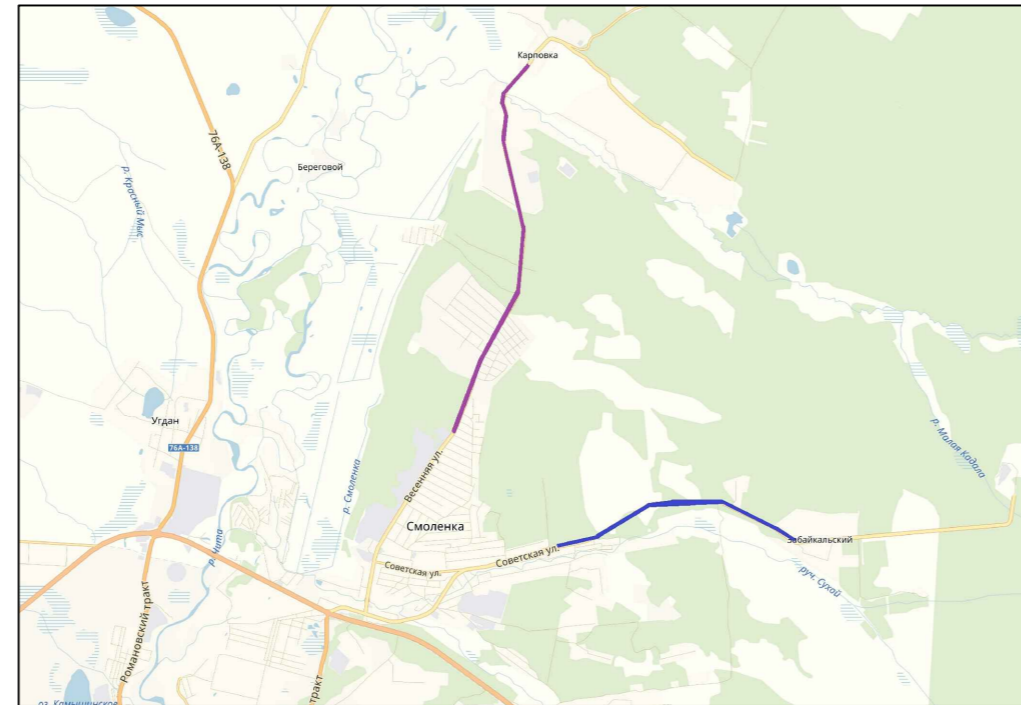 Карповка
76А-138
Береговой
р. Красный Мыс
Угдан
76А-138
р. Смоленка
Весенняя ул.
р. Малая Кадала
Смоленка
р. Чита
Советская ул.
Советская ул.
Забайкальский
руч. Сухой
Романовский тракт
тракт
оз. Камышинское